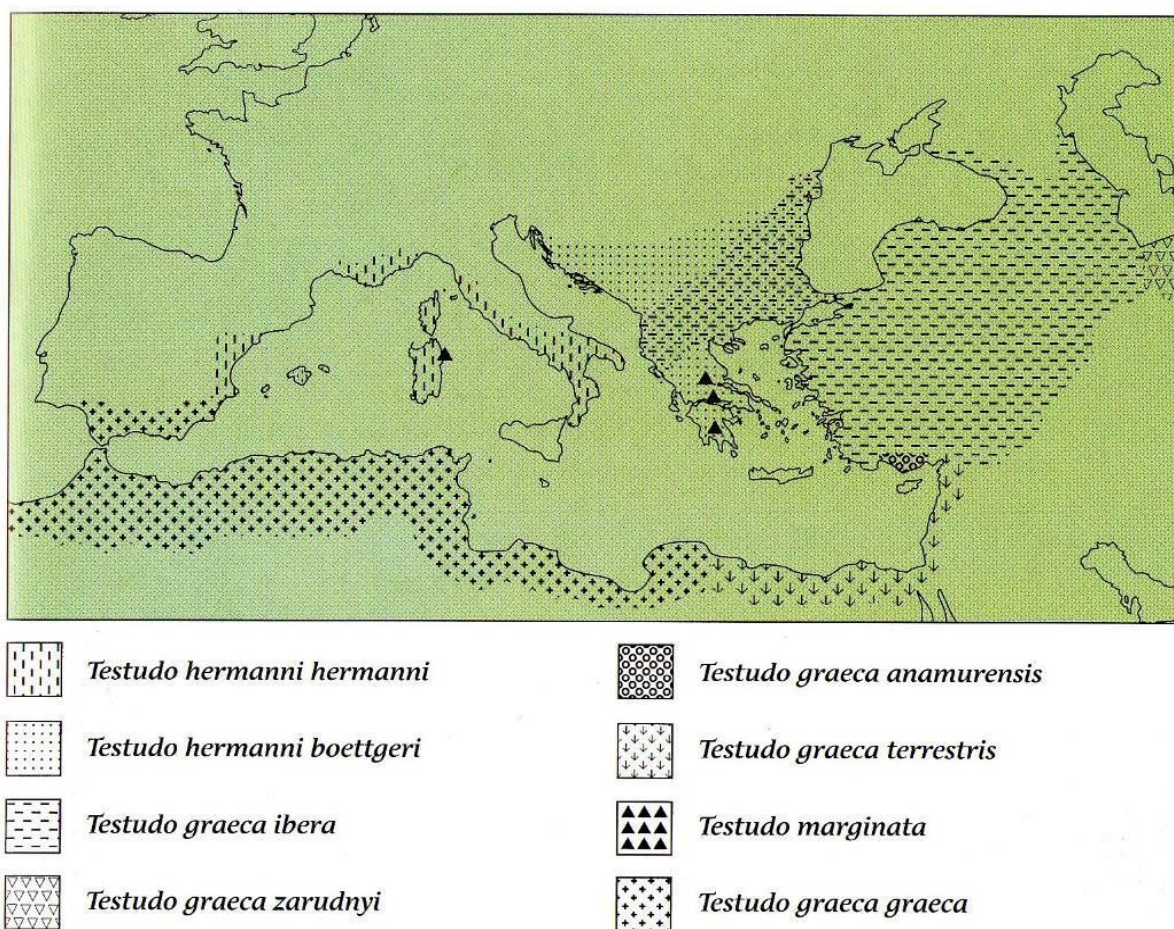 Testudo hermanni hermanni
Testudo hermanni boettgeri
Testudo graeca ibera
Testudo graeca zarudnyi
Testudo graeca anamurensis
Testudo graeca terrestris
Testudo marginata
Testudo graeca graeca